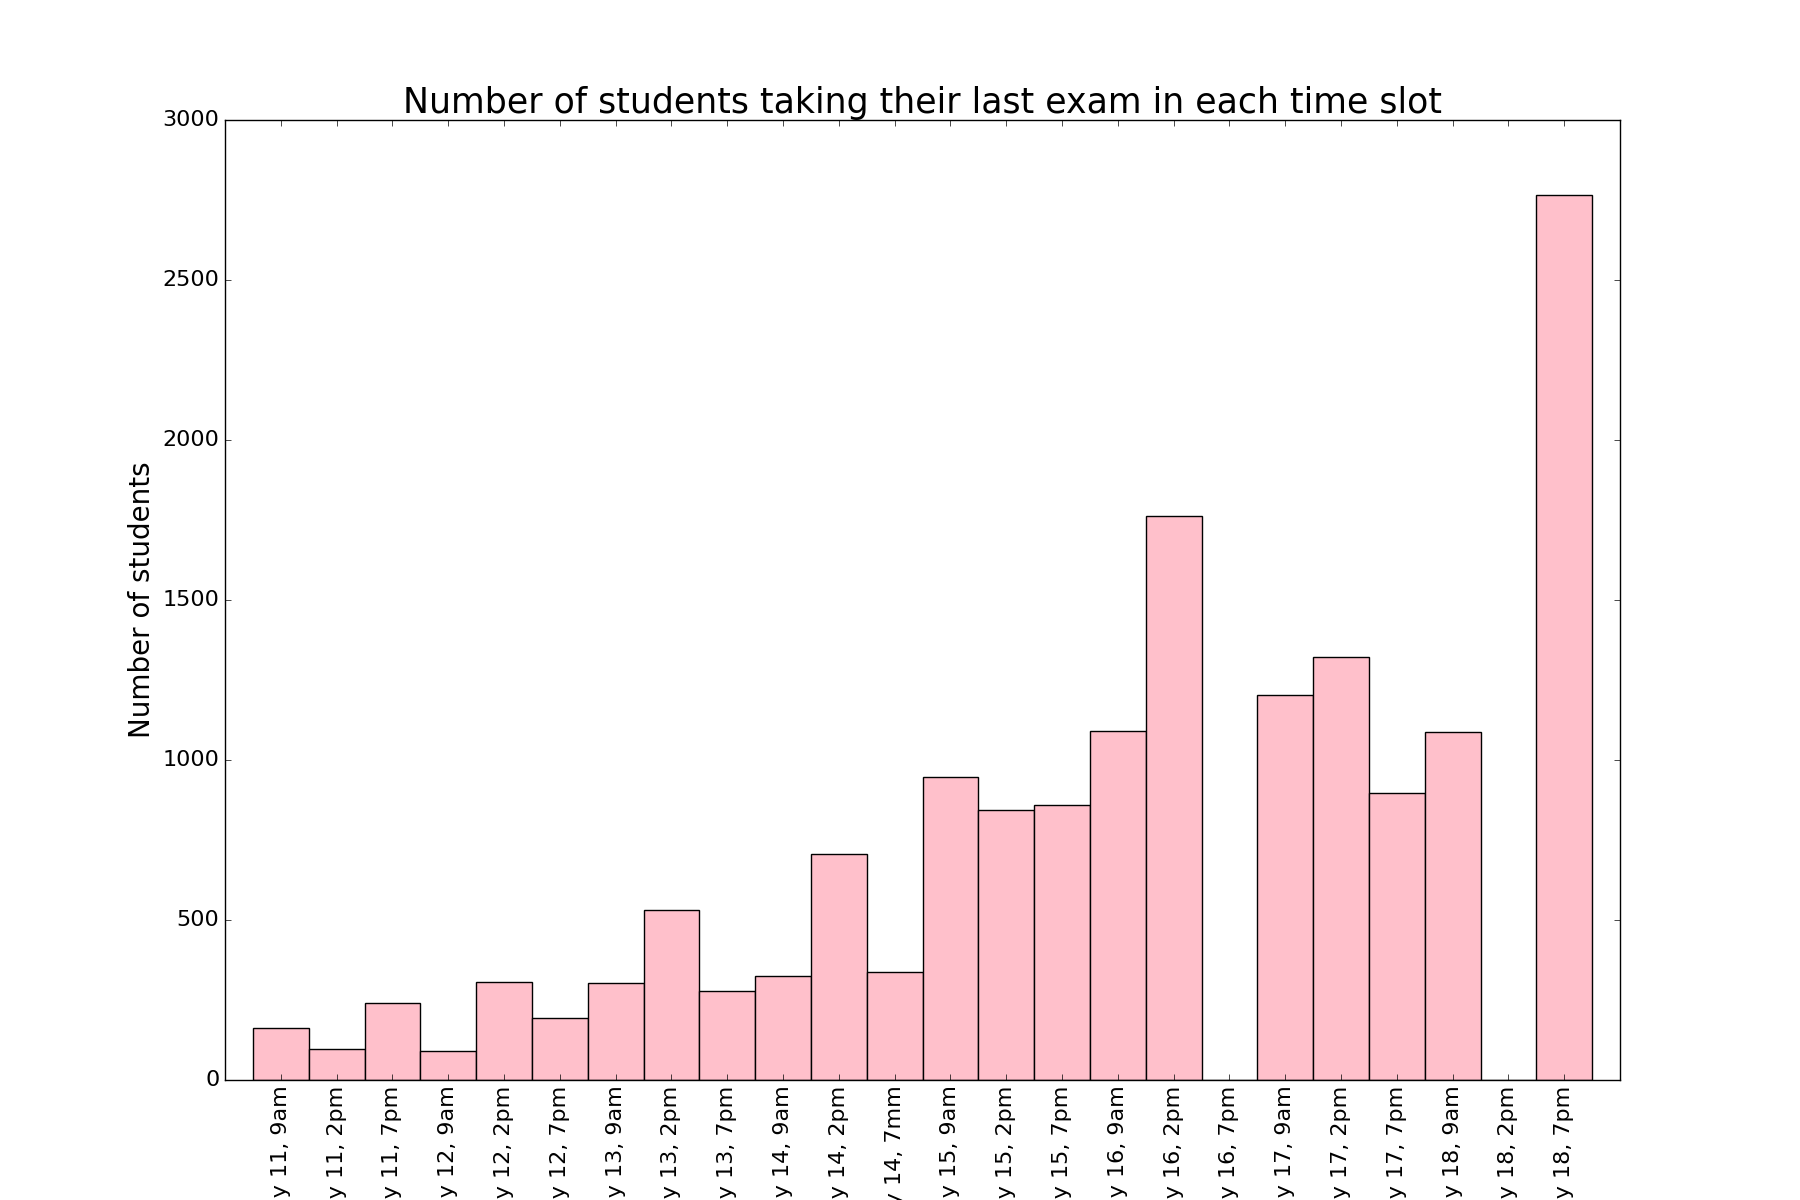 Number of students taking their last exam in each time slot
Number of students
3000
2500
2000
1500
1000
500
0
y 11, 9am
y 11, 2pm
y 11, 7pm
y 12, 9am
y 12, 2pm
y 12, 7pm
y 13, 9am
y 13, 2pm
y 13, 7pm
y 14, 9am
y 14, 2pm
y 14, 7mm
y 15, 9am
y 15, 2pm
y 15, 7pm
y 16, 9am
y 16, 2pm
y 16, 7pm
y 17, 9am
y 17, 2pm
y 17, 7pm
y 18, 9am
y 18, 2pm
y 18, 7pm